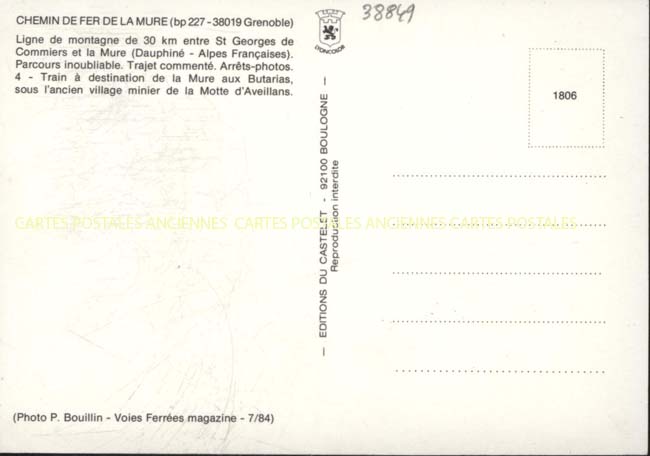 CHEMIN DE FER DE LA MURE (bp 227 - 38019 Grenoble)
Ligne de montagne de 30 km entre St Georges de
Commiers et la Mure (Dauphiné - Alpes Françaises).
Parcours inoubliable. Trajet commenté. Arrêts-photos.
4 - Train à destination de la Mure aux Butarias,
sous l'ancien village minier de la Motte d'Aveillans.
LYONCOLOR
38849
1806
— EDITIONS DU CASTELET - 92100 BOULOGNE —
Reproduction interdite
CARTES POSTALES ANCIENNES CARTES POSTALES ANCIENNES CARTES POSTALES
(Photo P. Bouillin - Voies Ferrées magazine - 7/84)